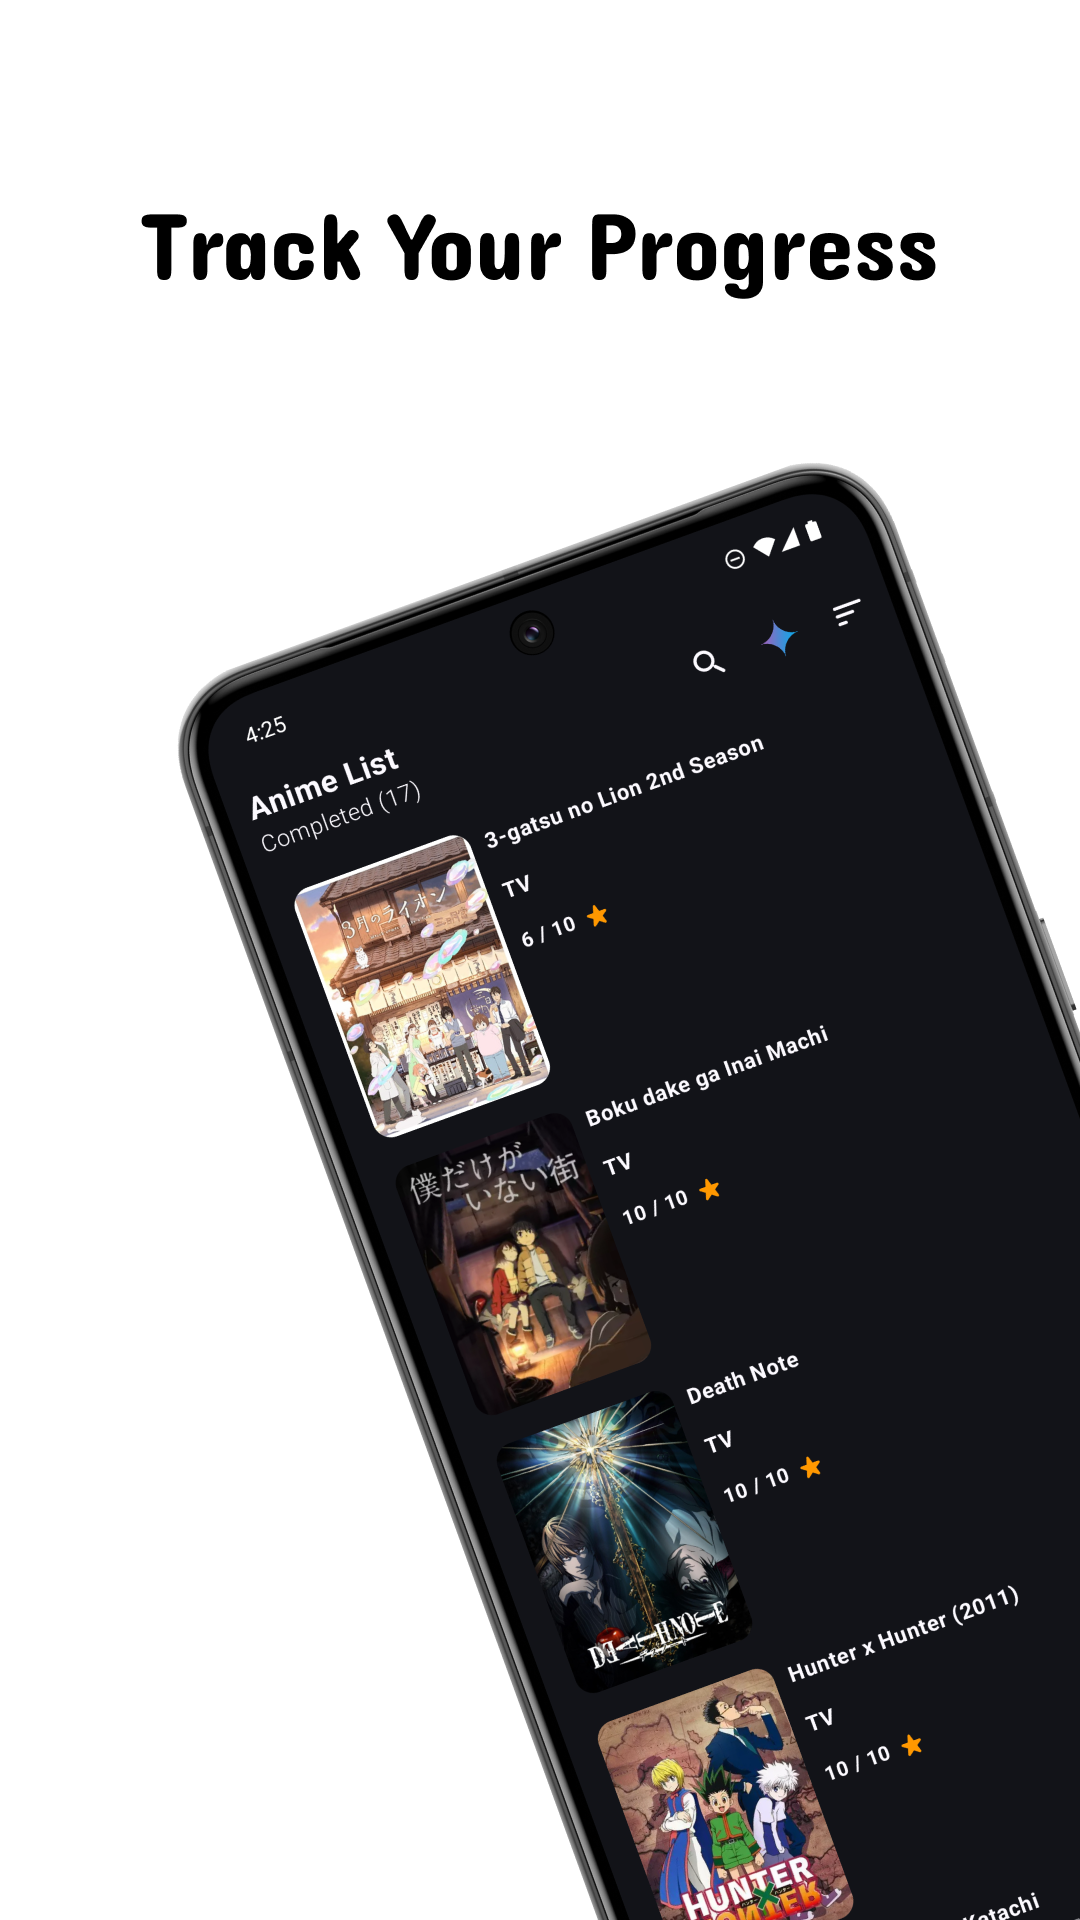 Track Your Progress
4:25
Anime List
Completed (17)
3-gatsu no Lion 2nd Season
TV
6 / 10
3月のライオン
Boku dake ga Inai Machi
TV
10 / 10
僕だけが
いない街
Death Note
TV
10 / 10
DEATH NOTE
Hunter x Hunter (2011)
TV
10 / 10
HUNTER
×
HUNTER
Katachi